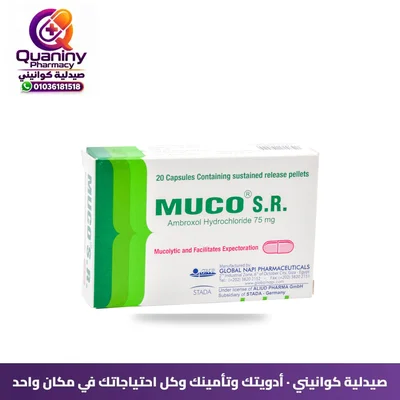 Quaniny
Pharmacy
صيدلية كوانيني
01036181518
20 Capsules Containing sustained release pellets
MUCO® S.R.
Ambroxol Hydrochloride 75 mg
Mucolytic and Facilitates Expectoration
MUCO S.R.
STADA
Manufactured by
GLOBAL NAPI PHARMACEUTICALS
Under license of ALIUD-PHARMA GmbH
Subsidiary of STADA - Germany
صيدلية كوانيني - أدويتك وتأمينك وكل احتياجاتك في مكان واحد